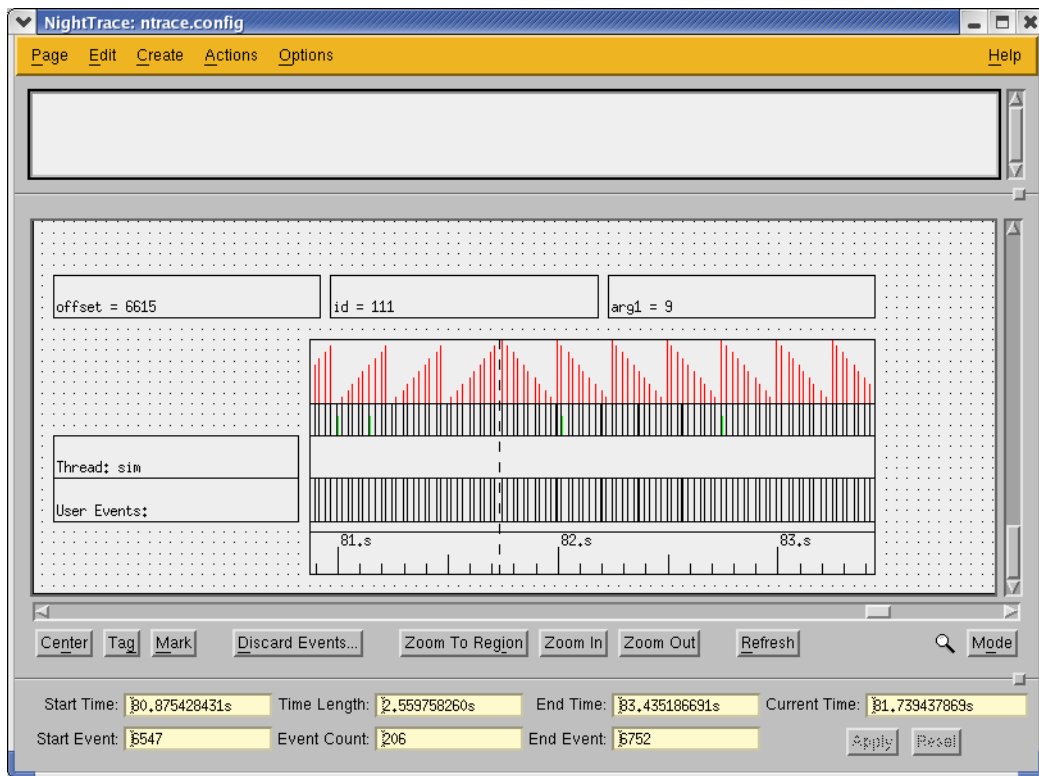 NightTrace: ntrace.config
Page Edit Create Actions Options Help
offset = 6615 id = 111 arg1 = 9
Thread: sim
User Events:
81.s 82.s 83.s
Center Tag Mark Discard Events... Zoom To Region Zoom In Zoom Out Refresh Mode
Start Time: 80.875428431s Time Length: 2.559758260s End Time: 83.435186691s Current Time: 81.739437869s
Start Event: 6547 Event Count: 206 End Event: 6752 Apply Reset